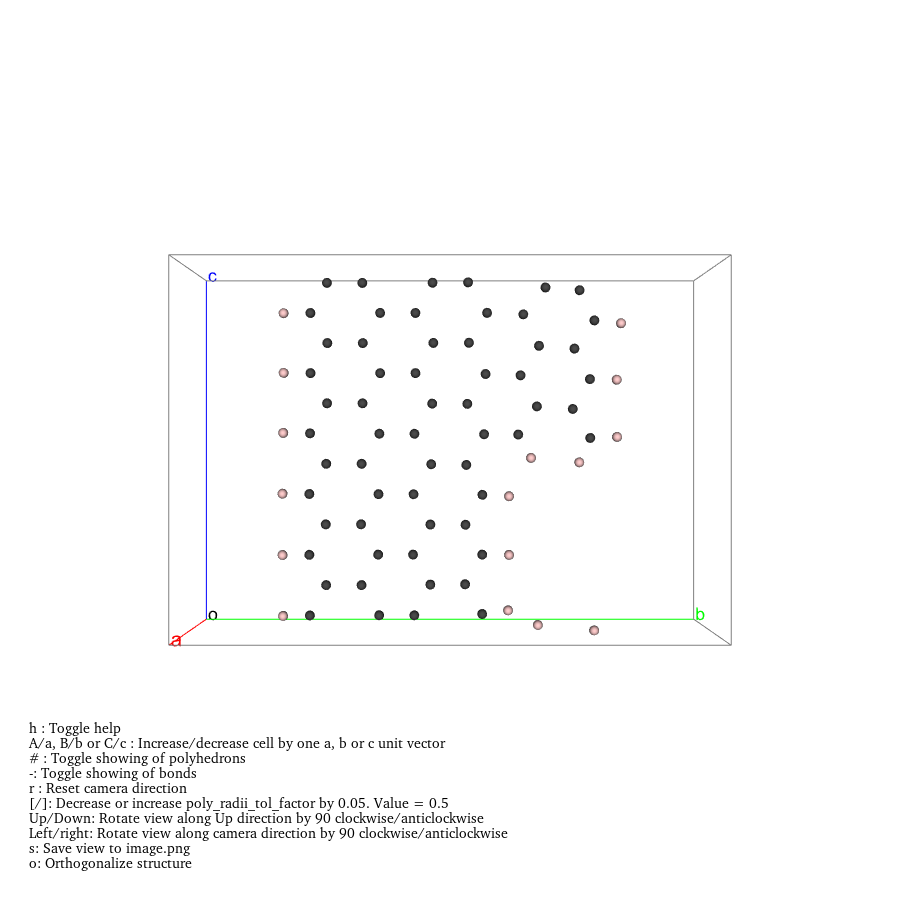 c
o
b
a
h : Toggle help
A/a, B/b or C/c : Increase/decrease cell by one a, b or c unit vector
# : Toggle showing of polyhedrons
-: Toggle showing of bonds
r : Reset camera direction
[/]: Decrease or increase poly_radii_tol_factor by 0.05. Value = 0.5
Up/Down: Rotate view along Up direction by 90 clockwise/anticlockwise
Left/right: Rotate view along camera direction by 90 clockwise/anticlockwise
s: Save view to image.png
o: Orthogonalize structure